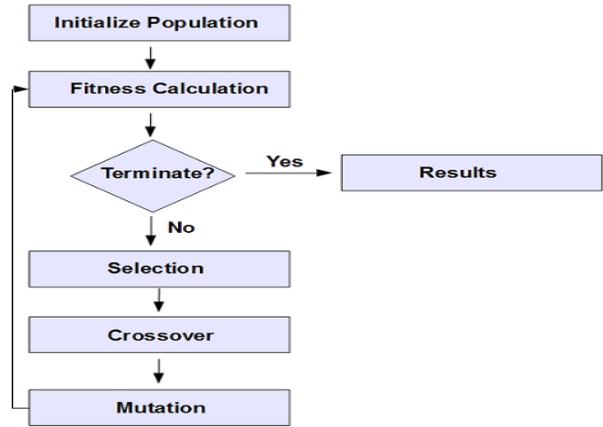 Initialize Population
Fitness Calculation
Terminate?
Yes
Results
No
Selection
Crossover
Mutation